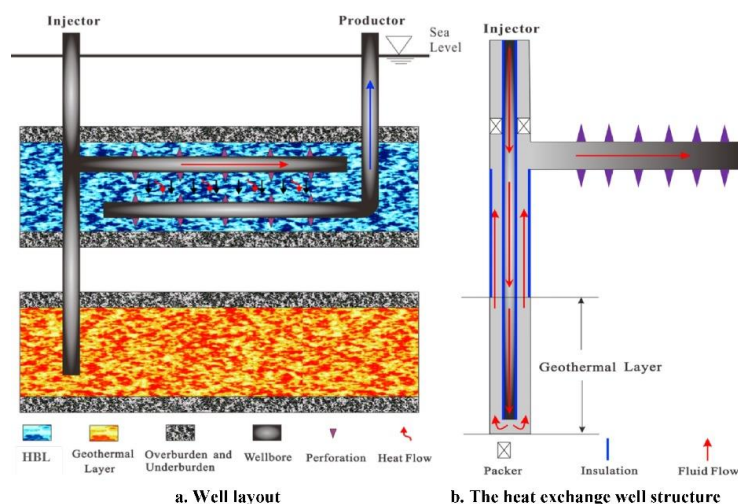 Injector
Productor
Sea
Level
Injector
Geothermal Layer
HBL
Geothermal
Layer
Overburden and
Underburden
Wellbore
Perforation
Heat Flow
Packer
Insulation
Fluid Flow
a. Well layout
b. The heat exchange well structure